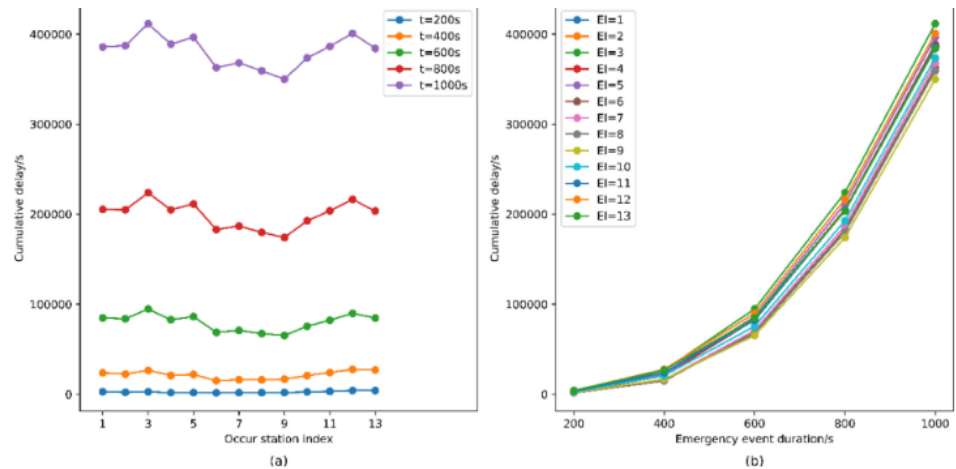 400000
300000
200000
100000
0
Cumulative delay/s
t=200s
t=400s
t=600s
t=800s
t=1000s
1 3 5 7 9 11 13
Occur station index
(a)
400000
300000
200000
100000
0
Cumulative delay/s
EI=1
EI=2
EI=3
EI=4
EI=5
EI=6
EI=7
EI=8
EI=9
EI=10
EI=11
EI=12
EI=13
200 400 600 800 1000
Emergency event duration/s
(b)